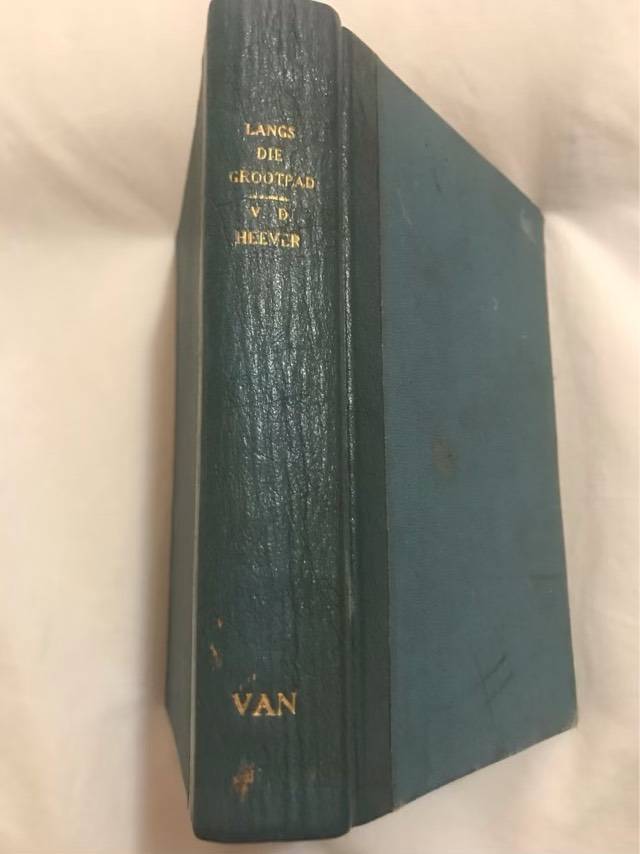 LANGS
DIE
GROOTPAD
V. D.
HEEVER
VAN